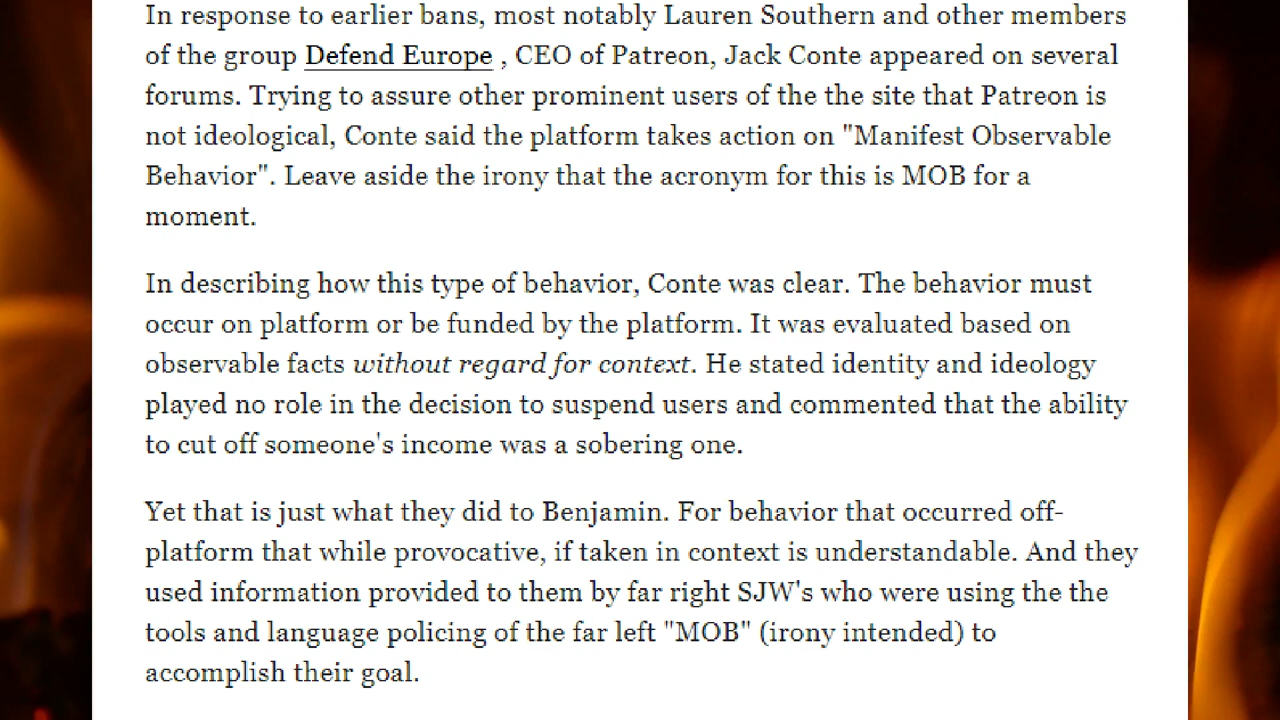 In response to earlier bans, most notably Lauren Southern and other members
of the group Defend Europe , CEO of Patreon, Jack Conte appeared on several
forums. Trying to assure other prominent users of the the site that Patreon is
not ideological, Conte said the platform takes action on "Manifest Observable
Behavior". Leave aside the irony that the acronym for this is MOB for a
moment.
In describing how this type of behavior, Conte was clear. The behavior must
occur on platform or be funded by the platform. It was evaluated based on
observable facts without regard for context. He stated identity and ideology
played no role in the decision to suspend users and commented that the ability
to cut off someone's income was a sobering one.
Yet that is just what they did to Benjamin. For behavior that occurred off-
platform that while provocative, if taken in context is understandable. And they
used information provided to them by far right SJW's who were using the the
tools and language policing of the far left "MOB" (irony intended) to
accomplish their goal.